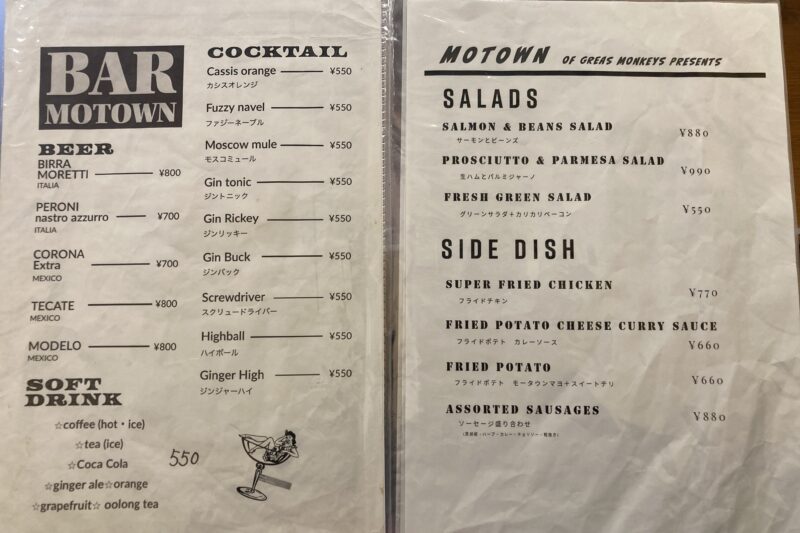 BAR
MOTOWN
BEER
BIRRA
MORETTI ¥800
ITALIA
PERONI
nastro azzurro ¥700
ITALIA
CORONA
Extra ¥700
MEXICO
TECATE ¥800
MEXICO
MODELO ¥800
MEXICO
SOFT
DRINK
☆coffee (hot・ice)
☆tea (ice)
☆Coca Cola
550
☆ginger ale☆orange
☆grapefruit☆ oolong tea
COCKTAIL
Cassis orange ¥550
カシスオレンジ
Fuzzy navel ¥550
ファジーネーブル
Moscow mule ¥550
モスコミュール
Gin tonic ¥550
ジントニック
Gin Rickey ¥550
ジンリッキー
Gin Buck ¥550
ジンバック
Screwdriver ¥550
スクリュードライバー
Highball ¥550
ハイボール
Ginger High ¥550
ジンジャーハイ
MOTOWN OF GREAS MONKEYS PRESENTS
SALADS
SALMON & BEANS SALAD ¥880
サーモンとビーンズ
PROSCIUTTO & PARMESA SALAD ¥990
生ハムとパルミジャーノ
FRESH GREEN SALAD ¥550
グリーンサラダ+カリカリベーコン
SIDE DISH
SUPER FRIED CHICKEN ¥770
フライドチキン
FRIED POTATO CHEESE CURRY SAUCE
フライドポテト カレーソース ¥660
FRIED POTATO ¥660
フライドポテト モータウンマヨ+スイートチリ
ASSORTED SAUSAGES ¥880
ソーセージ盛り合わせ